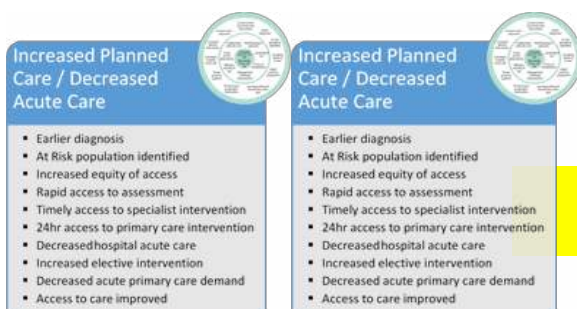 Increased Planned
Care / Decreased
Acute Care
Earlier diagnosis
At Risk population identified
Increased equity of access
Rapid access to assessment
Timely access to specialist intervention
24hr access to primary care intervention
Decreasedhospital acute care
Increased elective intervention
Decreased acute primary care demand
Access to care improved
Increased Planned
Care / Decreased
Acute Care
Earlier diagnosis
At Risk population identified
Increased equity of access
Rapid access to assessment
Timely access to specialist intervention
24hr access to primary care intervention
Decreasedhospital acute care
Increased elective intervention
Decreased acute primary care demand
Access to care improved